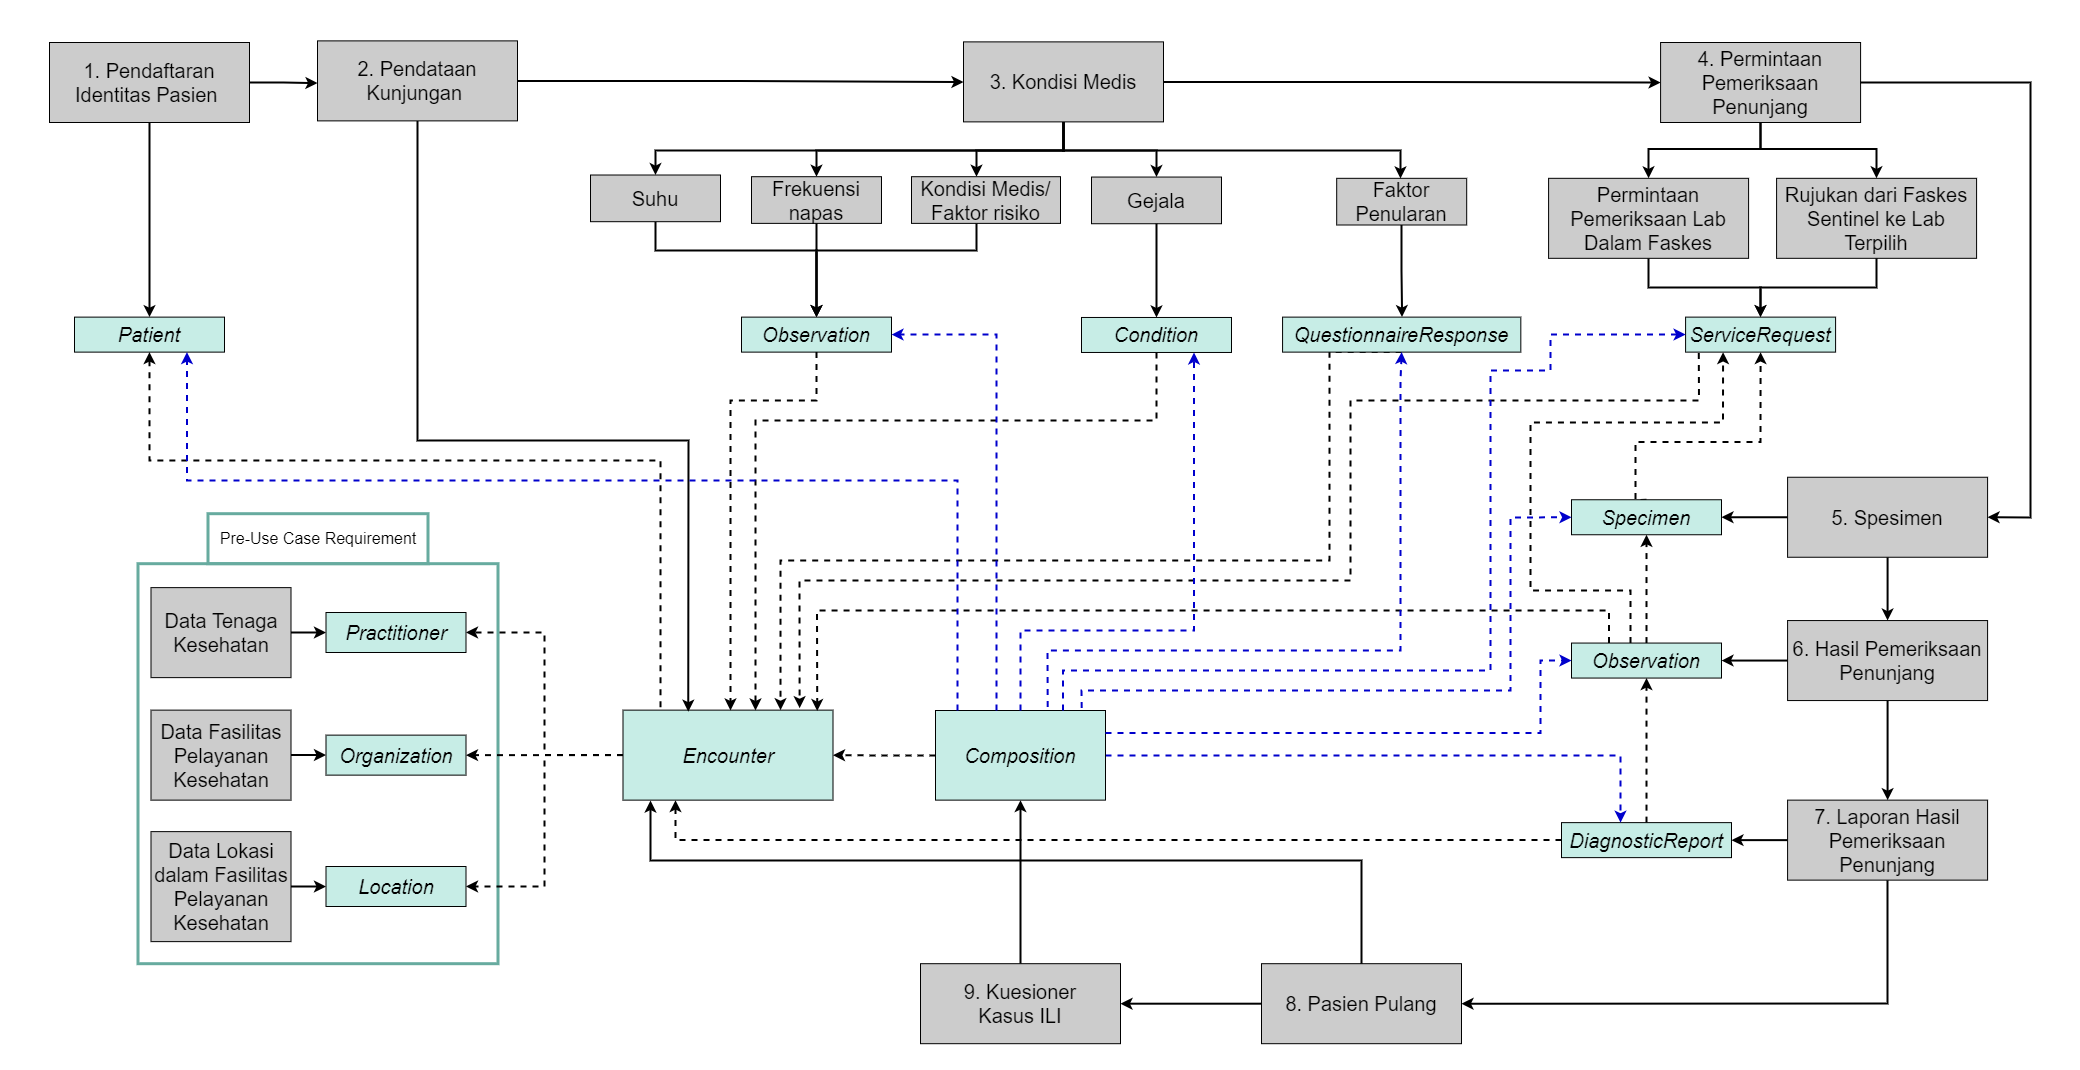 1. Pendaftaran
Identitas Pasien
2. Pendataan
Kunjungan
3. Kondisi Medis
4. Permintaan
Pemeriksaan
Penunjang
Suhu
Frekuensi
napas
Kondisi Medis/
Faktor risiko
Gejala
Faktor
Penularan
Permintaan
Pemeriksaan Lab
Dalam Faskes
Rujukan dari Faskes
Sentinel ke Lab
Terpilih
Patient
Observation
Condition
QuestionnaireResponse
ServiceRequest
Specimen
5. Spesimen
Pre-Use Case Requirement
Data Tenaga
Kesehatan
Practitioner
Observation
6. Hasil Pemeriksaan
Penunjang
Data Fasilitas
Pelayanan
Kesehatan
Organization
Encounter
Composition
DiagnosticReport
7. Laporan Hasil
Pemeriksaan
Penunjang
Data Lokasi
dalam Fasilitas
Pelayanan
Kesehatan
Location
9. Kuesioner
Kasus ILI
8. Pasien Pulang